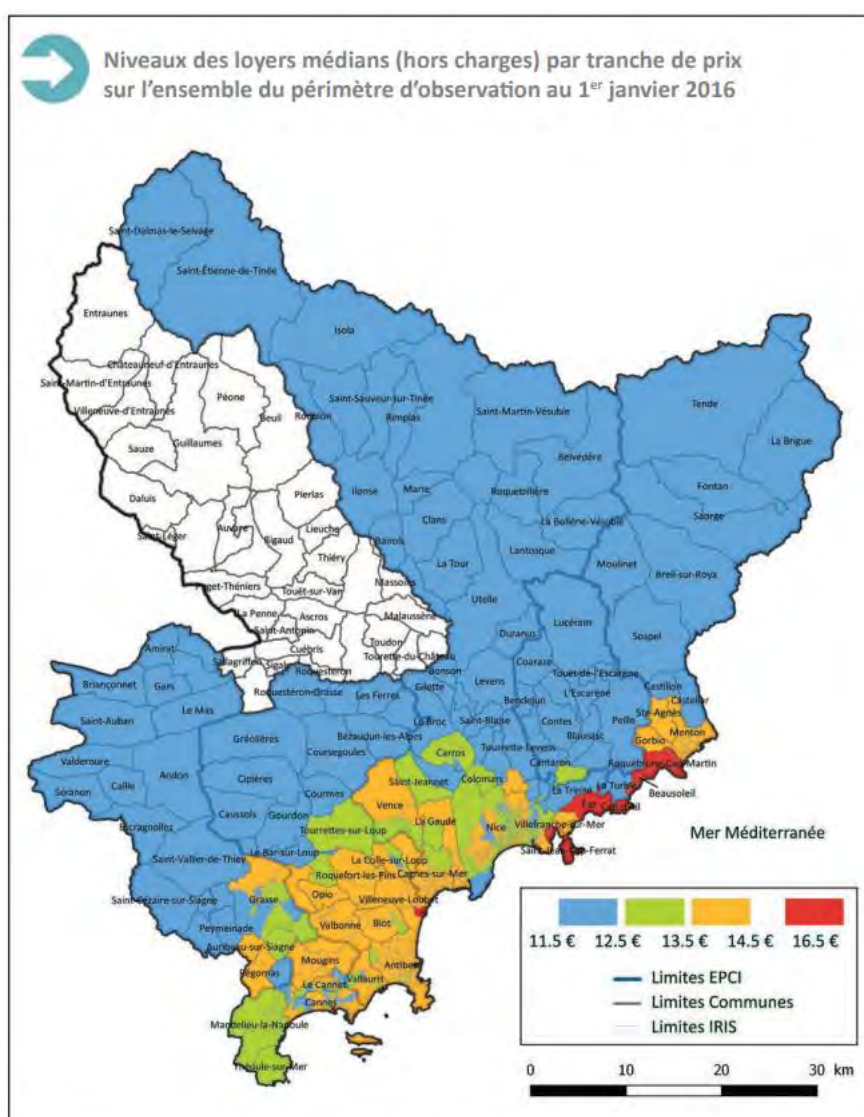 Niveaux des loyers médians (hors charges) par tranche de prix
sur l'ensemble du périmètre d'observation au 1er janvier 2016
Saint-Dalmas-le-Selvage
Saint-Étienne-de-Tinée
Entraunes
Isola
Châteauneuf-d'Entraunes
Saint-Martin-d'Entraunes
Péone
Villeneuve-d'Entraunes
Beuil
Roubion
Saint-Sauveur-sur-Tinée
Rimplas
Saint-Martin-Vésubie
Tende
La Brigue
Guillaumes
Sauze
Belvédère
Daluis
Pierlas
Ilonse
Marie
Roquebillière
Fontan
Saorge
Saint-Léger
Auvare
Rigaud
Lieuche
Clans
La Bollène-Vésubie
Thiéry
Bairols
La Tour
Lantosque
Moulinet
Breil-sur-Roya
Puget-Théniers
Touët-sur-Var
Massoins
Utelle
La Penne
Ascros
Malaussène
Lucéram
Saint-Antonin
Toudon
Duranus
Sospel
Cuébris
Tourette-du-Château
Coaraze
Touët-de-l'Escarène
Amirat
Sallagriffon
Sigale
Roquestéron
Bonson
Levens
L'Escarène
Castillon
Briançonnet
Gars
Roquestéron-Grasse
Les Ferres
Gilette
Bendejun
Castellar
Saint-Auban
Le Mas
Le Broc
Saint-Blaise
Contes
Peille
Ste-Agnès
Menton
Gréolières
Bézaudun-les-Alpes
Coursegoules
Carros
Tourrette-Levens
Blausasc
Gorbio
Valderoure
Andon
Cipières
Saint-Jeannet
Colomars
Cantaron
Roquebrune-Cap-Martin
Séranon
Caille
Courmes
Vence
La Trinité
La Turbie
Beausoleil
Escragnolles
Caussols
Gourdon
La Gaude
Nice
Eze
Cap-d'Ail
Tourrettes-sur-Loup
Villefranche-sur-Mer
Mer Méditerranée
Saint-Vallier-de-Thiey
Le Bar-sur-Loup
La Colle-sur-Loup
Saint-Jean-Cap-Ferrat
Roquefort-les-Pins
Cagnes-sur-Mer
Saint-Cézaire-sur-Siagne
Grasse
Opio
Villeneuve-Loubet
Peymeinade
Valbonne
Biot
Auribeau-sur-Siagne
Mougins
Antibes
Pégomas
Le Cannet
Vallauris
Cannes
Mandelieu-la-Napoule
Théoule-sur-Mer
11.5 € 12.5 € 13.5 € 14.5 € 16.5 €
Limites EPCI
Limites Communes
Limites IRIS
0 10 20 30 km